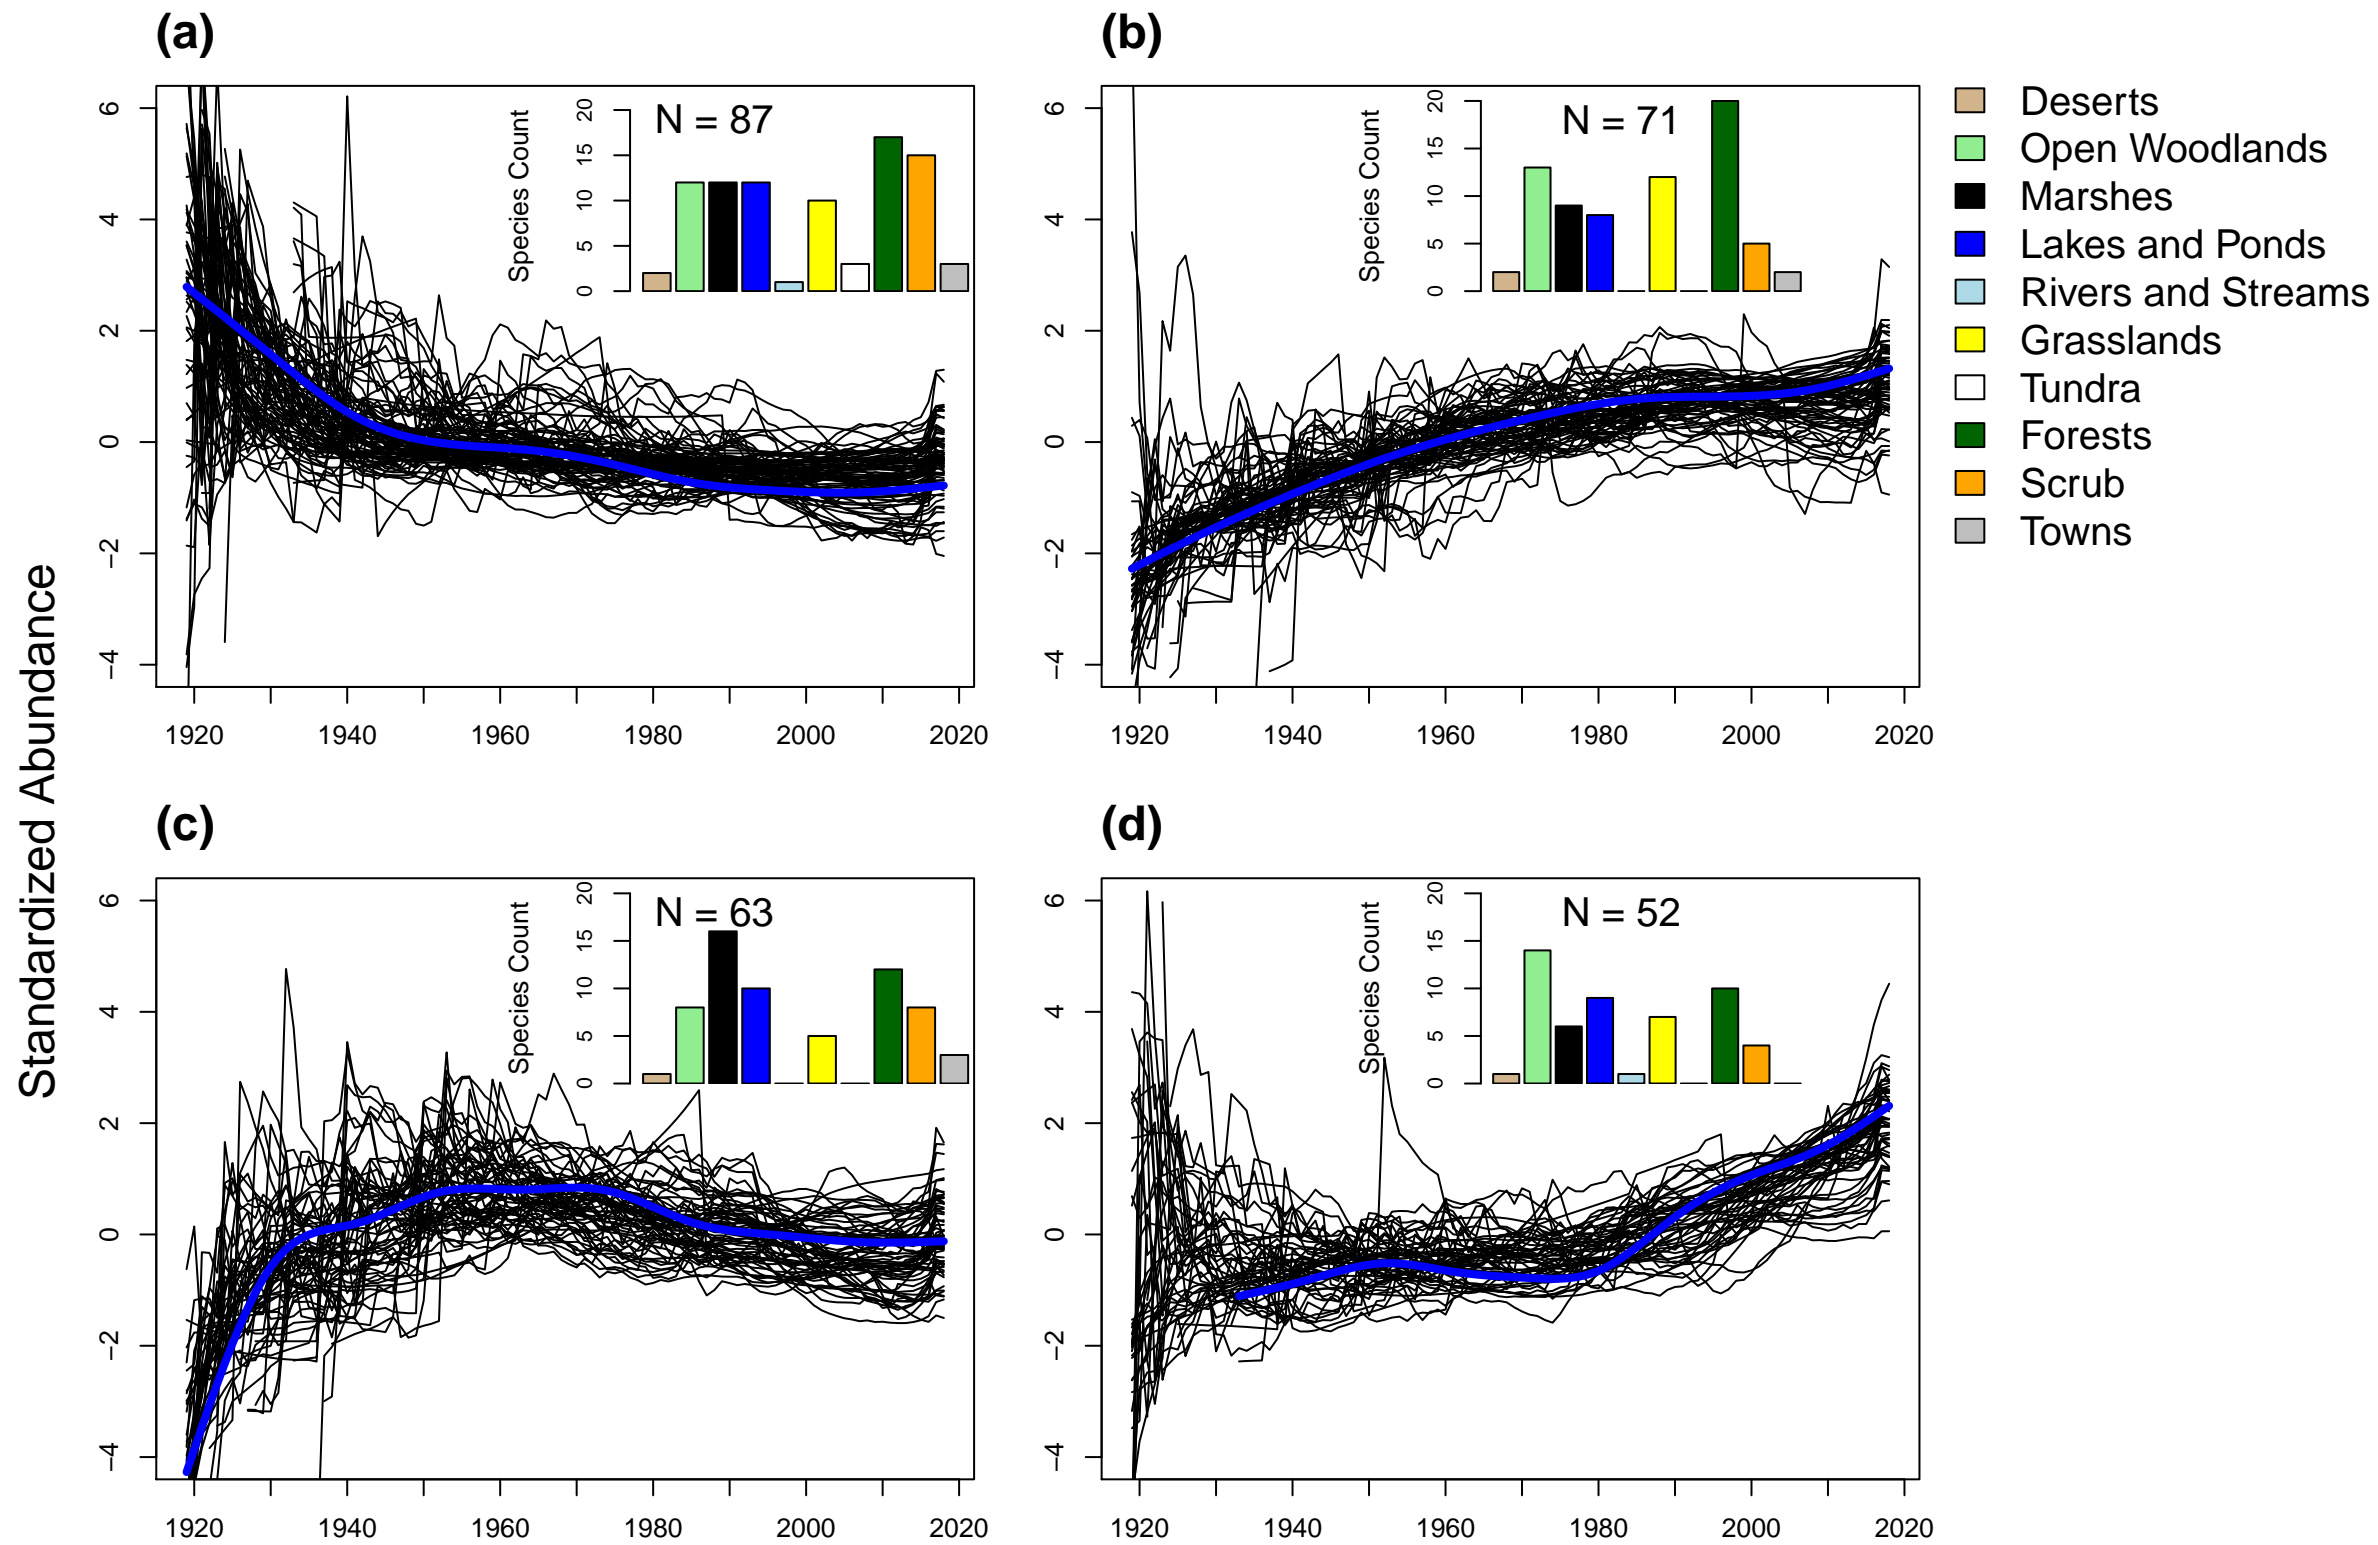 (a)
(b)
6
4
2
0
−2
−4
Species Count
0
5
10
15
20
N = 87
1920
1940
1960
1980
2000
2020
6
4
2
0
−2
−4
Species Count
0
5
10
15
20
N = 71
1920
1940
1960
1980
2000
2020
Deserts
Open Woodlands
Marshes
Lakes and Ponds
Rivers and Streams
Grasslands
Tundra
Forests
Scrub
Towns
Standardized Abundance
(c)
(d)
6
4
2
0
−2
−4
Species Count
0
5
10
15
20
N = 63
1920
1940
1960
1980
2000
2020
6
4
2
0
−2
−4
Species Count
0
5
10
15
20
N = 52
1920
1940
1960
1980
2000
2020